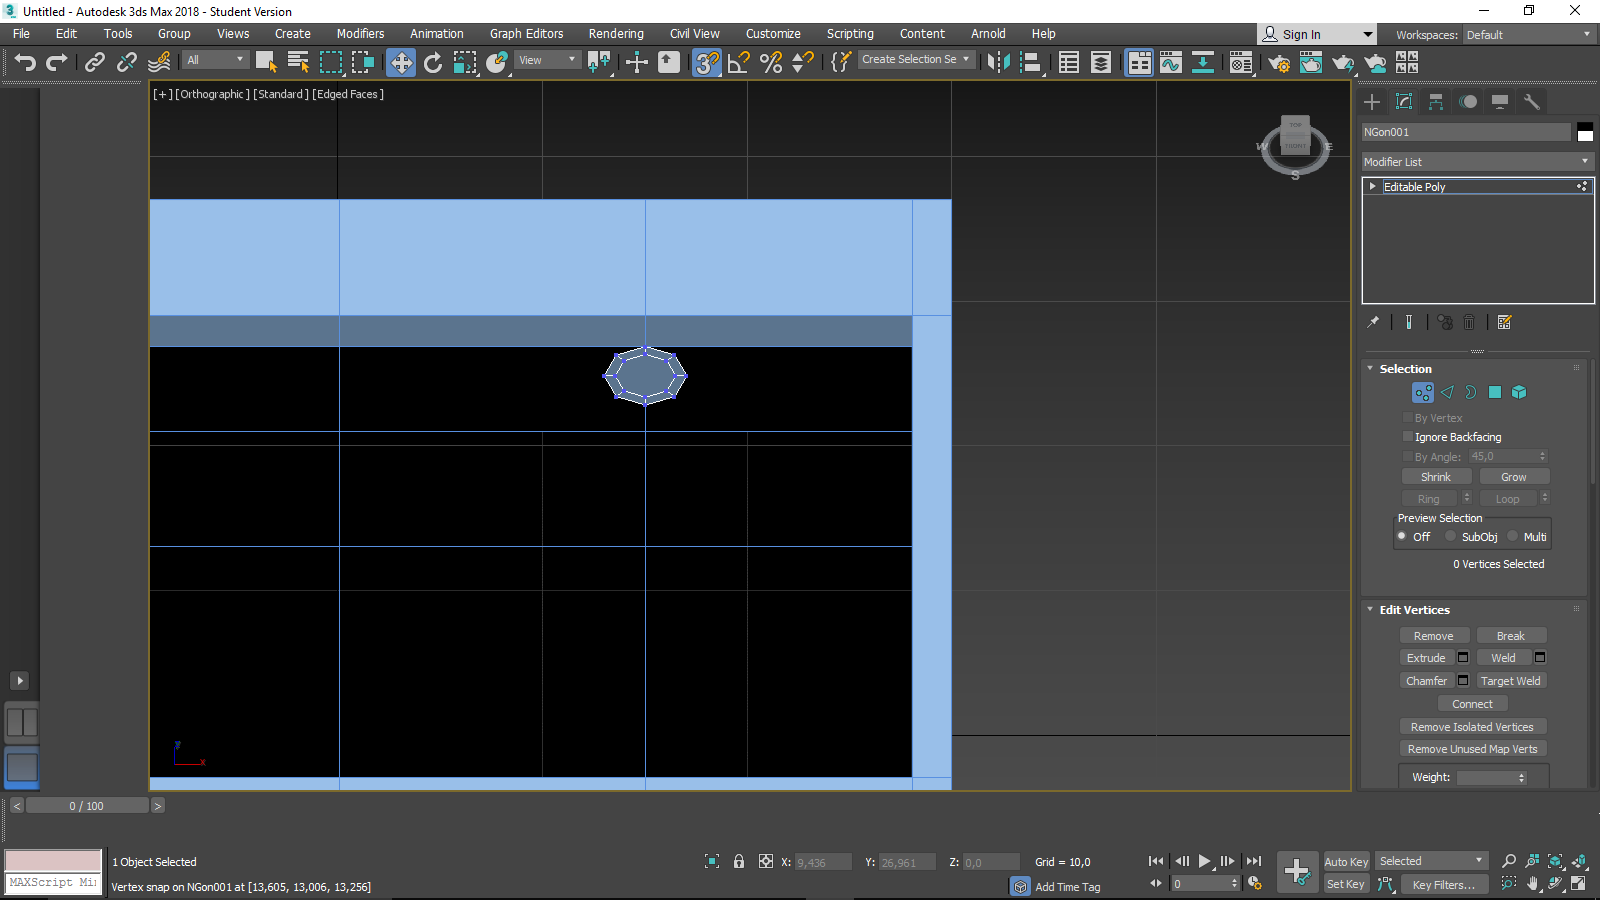 Untitled - Autodesk 3ds Max 2018 - Student Version
File Edit Tools Group Views Create Modifiers Animation Graph Editors Rendering Civil View Customize Scripting Content Arnold Help
Sign In
Workspaces: Default
All
View
Create Selection Se
[+] [Orthographic] [Standard] [Edged Faces]
TOP
FRONT
W
E
S
NGon001
Modifier List
Editable Poly
Selection
By Vertex
Ignore Backfacing
By Angle: 45,0
Shrink Grow
Ring Loop
Preview Selection
Off SubObj Multi
0 Vertices Selected
Edit Vertices
Remove Break
Extrude Weld
Chamfer Target Weld
Connect
Remove Isolated Vertices
Remove Unused Map Verts
Weight:
y
x
< 0 / 100 >
MAXScript Mi
1 Object Selected
Vertex snap on NGon001 at [13,605, 13,006, 13,256]
X: 9,436 Y: 26,961 Z: 0,0 Grid = 10,0
Add Time Tag
0
Auto Key Selected
Set Key Key Filters...